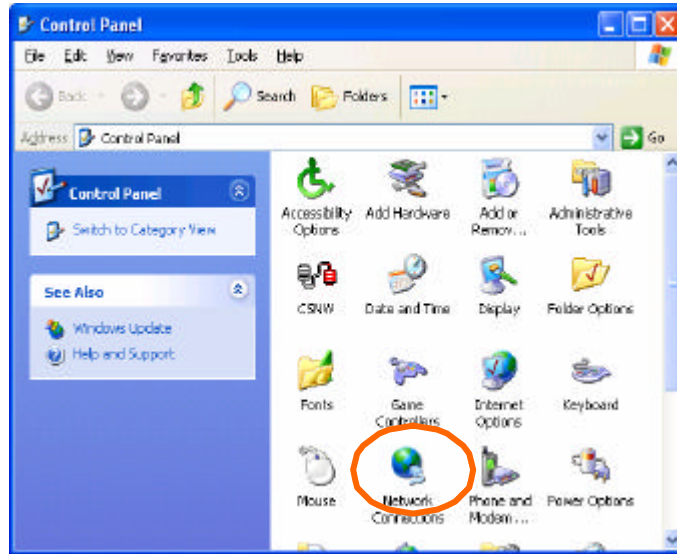 Control Panel
File Edit View Favorites Tools Help
Back Search Folders
Address Control Panel Go
Control Panel
Switch to Category View
See Also
Windows Update
Help and Support
Accessibility Options
Add Hardware
Add or Remov...
Administrative Tools
CSNW
Date and Time
Display
Folder Options
Fonts
Game Controllers
Internet Options
Keyboard
Mouse
Network Connections
Phone and Modem ...
Power Options